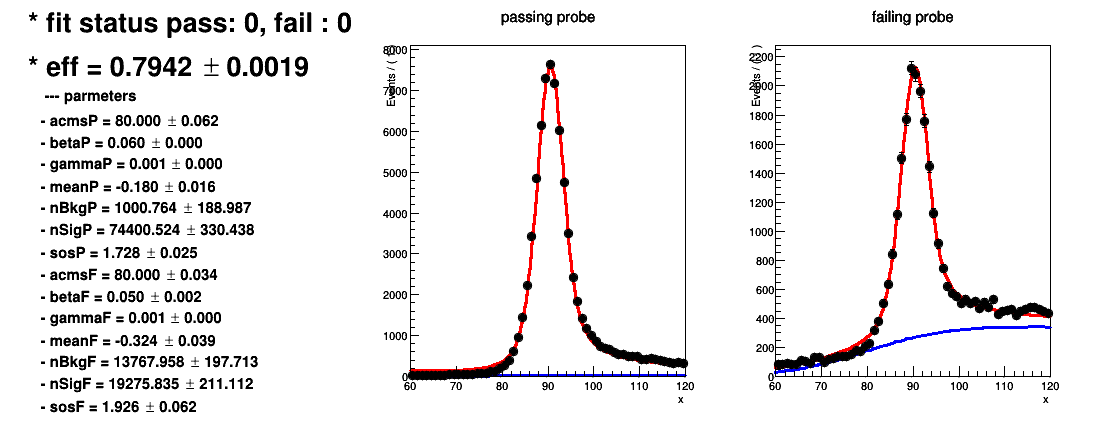 * fit status pass: 0, fail : 0
* eff = 0.7942 ± 0.0019
--- parmeters
- acmsP = 80.000 ± 0.062
- betaP = 0.060 ± 0.000
- gammaP = 0.001 ± 0.000
- meanP = -0.180 ± 0.016
- nBkgP = 1000.764 ± 188.987
- nSigP = 74400.524 ± 330.438
- sosP = 1.728 ± 0.025
- acmsF = 80.000 ± 0.034
- betaF = 0.050 ± 0.002
- gammaF = 0.001 ± 0.000
- meanF = -0.324 ± 0.039
- nBkgF = 13767.958 ± 197.713
- nSigF = 19275.835 ± 211.112
- sosF = 1.926 ± 0.062
passing probe
Events / (
8000
7000
6000
5000
4000
3000
2000
1000
0
60 70 80 90 100 110 120
x
failing probe
Events / (
2200
2000
1800
1600
1400
1200
1000
800
600
400
200
0
60 70 80 90 100 110 120
x